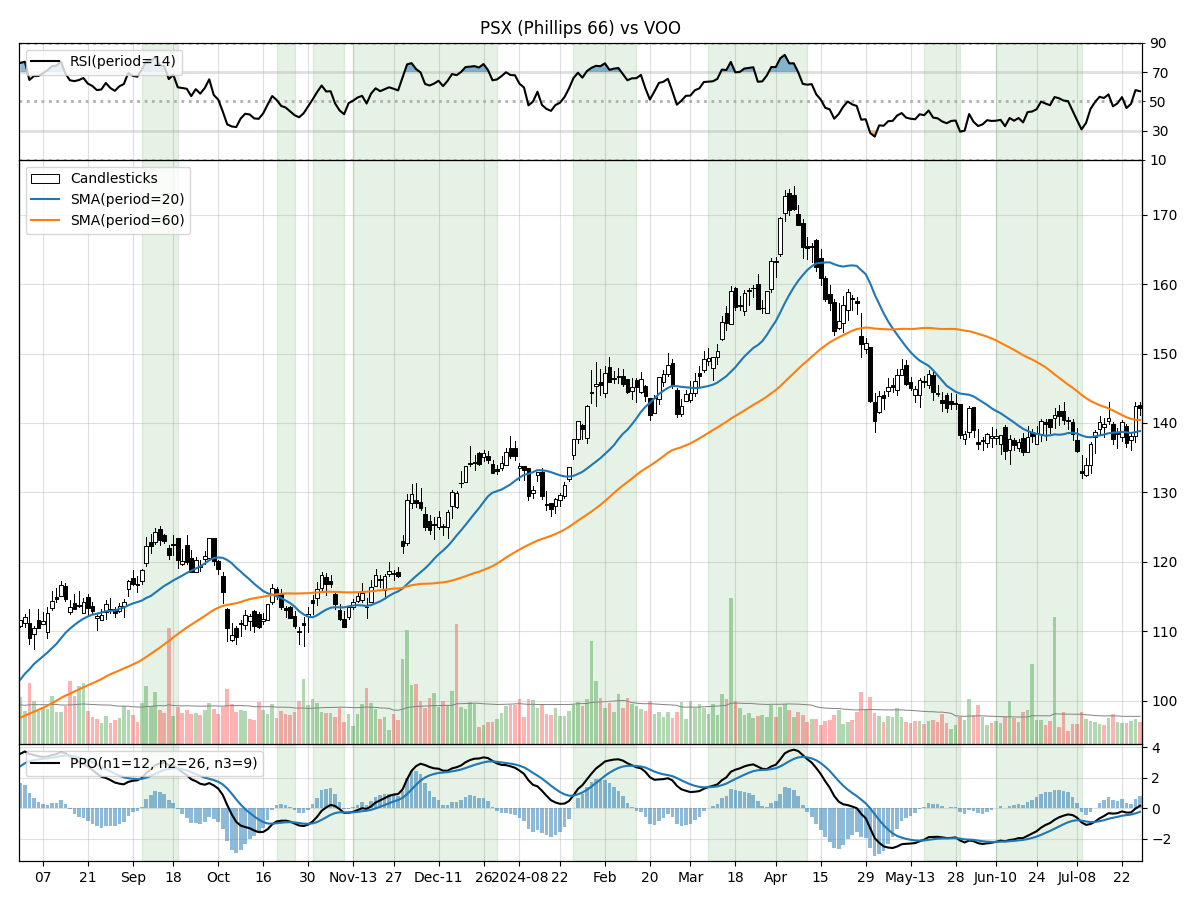 PSX (Phillips 66) vs VOO
RSI(period=14)
90
70
50
30
10
Candlesticks
SMA(period=20)
SMA(period=60)
170
160
150
140
130
120
110
100
PPO(n1=12, n2=26, n3=9)
4
2
0
−2
07 21 Sep 18 Oct 16 30 Nov-13 27 Dec-11 26 2024-08 22 Feb 20 Mar 18 Apr 15 29 May-13 28 Jun-10 24 Jul-08 22